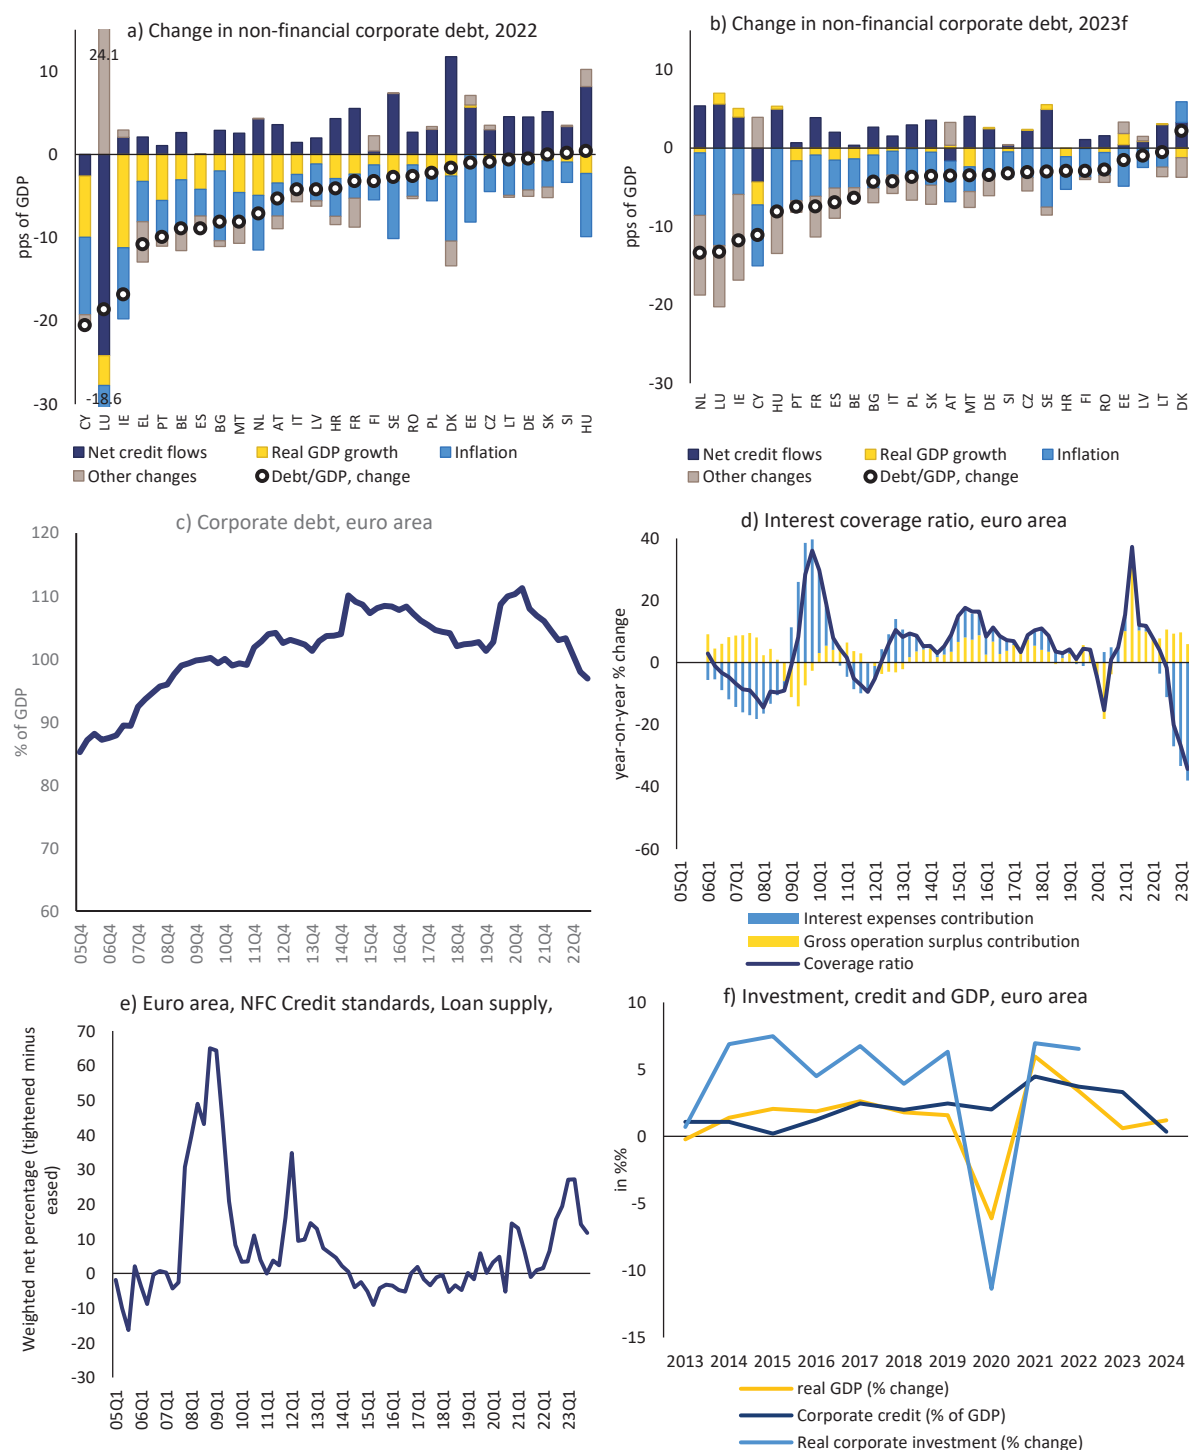 a) Change in non-financial corporate debt, 2022
24.1
10
0
-10
-20
-30
pps of GDP
-18.6
CY LU IE EL PT BE ES BG MT NL AT IT LV HR FR FI SE RO PL DK EE CZ LT DE SK SI HU
Net credit flows Real GDP growth Inflation
Other changes Debt/GDP, change
b) Change in non-financial corporate debt, 2023f
10
0
-10
-20
-30
pps of GDP
NL LU IE CY HU PT FR ES BE BG IT PL SK AT MT DE SI CZ SE HR FI RO EE LV LT DK
Net credit flows Real GDP growth Inflation
Other changes Debt/GDP, change
c) Corporate debt, euro area
120
110
100
90
80
70
60
% of GDP
05Q4 06Q4 07Q4 08Q4 09Q4 10Q4 11Q4 12Q4 13Q4 14Q4 15Q4 16Q4 17Q4 18Q4 19Q4 20Q4 21Q4 22Q4
d) Interest coverage ratio, euro area
40
20
0
-20
-40
-60
year-on-year % change
05Q1 06Q1 07Q1 08Q1 09Q1 10Q1 11Q1 12Q1 13Q1 14Q1 15Q1 16Q1 17Q1 18Q1 19Q1 20Q1 21Q1 22Q1 23Q1
Interest expenses contribution
Gross operation surplus contribution
Coverage ratio
e) Euro area, NFC Credit standards, Loan supply,
70
60
50
40
30
20
10
0
-10
-20
-30
Weighted net percentage (tightened minus
eased)
05Q1 06Q1 07Q1 08Q1 09Q1 10Q1 11Q1 12Q1 13Q1 14Q1 15Q1 16Q1 17Q1 18Q1 19Q1 20Q1 21Q1 22Q1 23Q1
f) Investment, credit and GDP, euro area
10
5
0
-5
-10
-15
in %%
2013 2014 2015 2016 2017 2018 2019 2020 2021 2022 2023 2024
real GDP (% change)
Corporate credit (% of GDP)
Real corporate investment (% change)